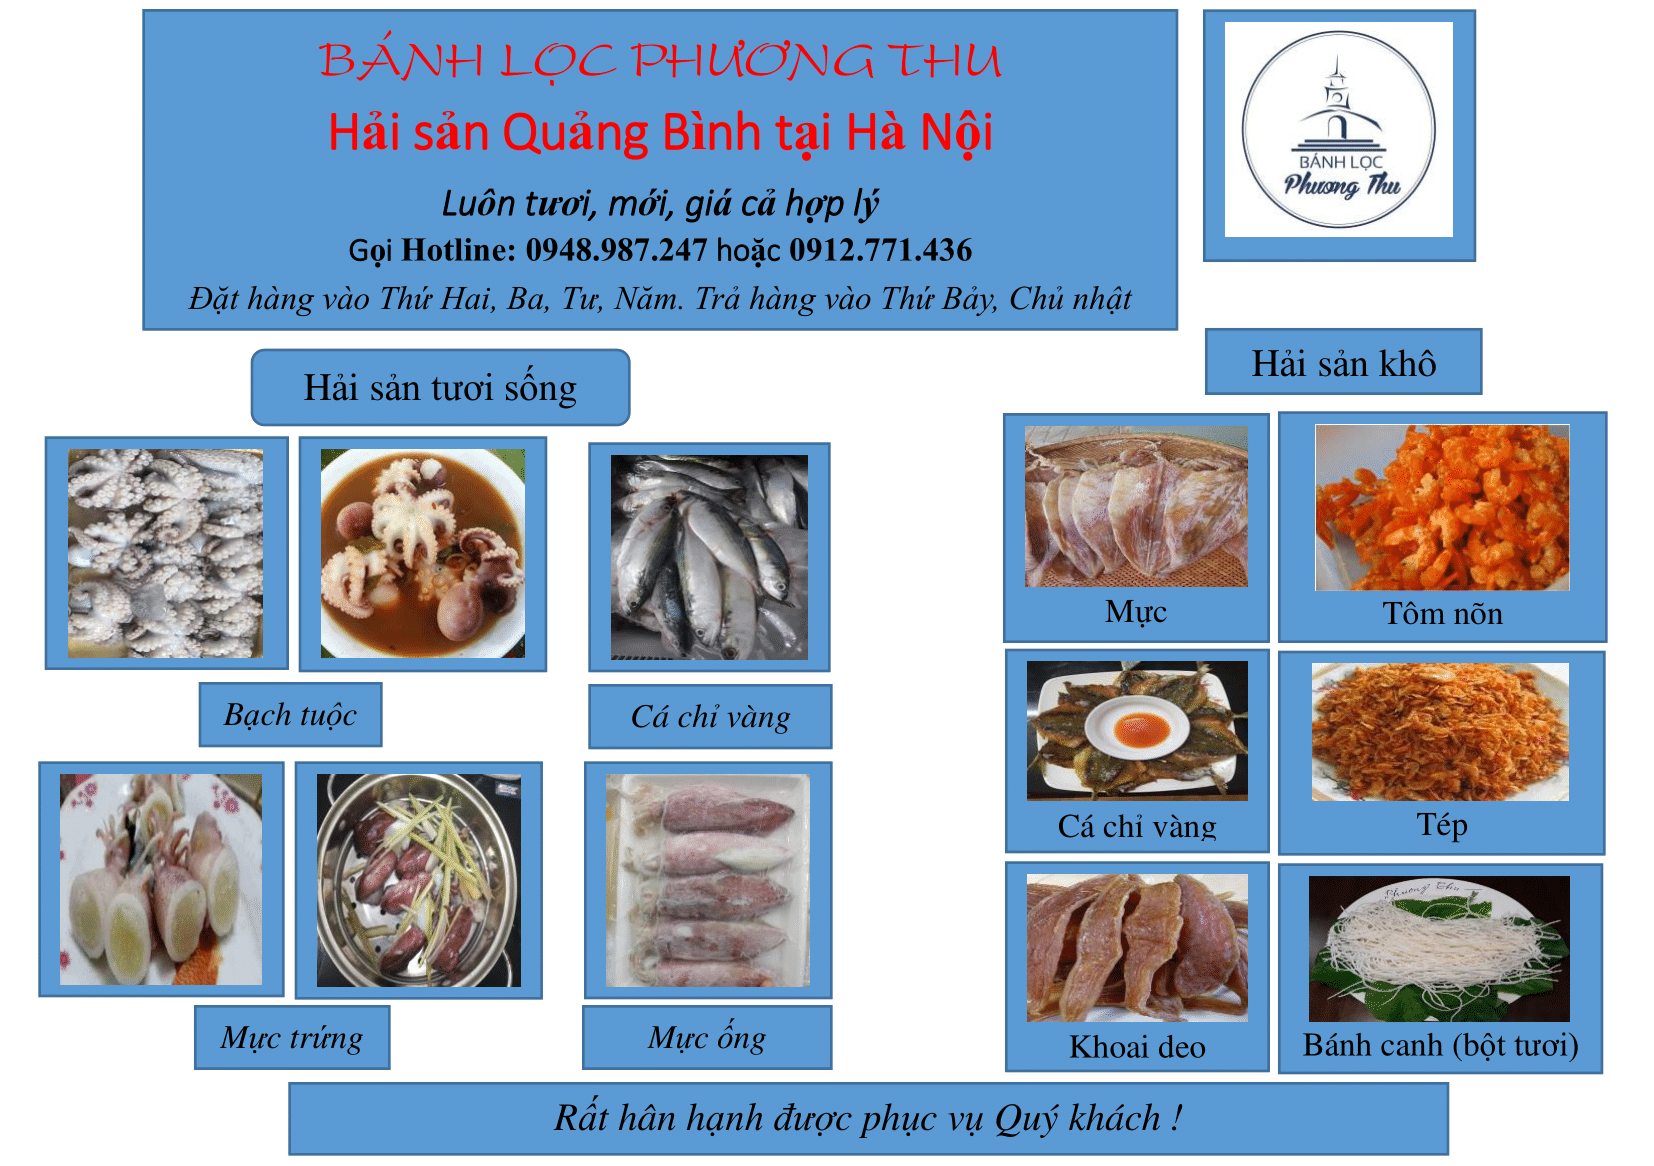 BÁNH LỌC PHƯƠNG THU
Hải sản Quảng Bình tại Hà Nội
Luôn tươi, mới, giá cả hợp lý
Gọi Hotline: 0948.987.247 hoặc 0912.771.436
Đặt hàng vào Thứ Hai, Ba, Tư, Năm. Trả hàng vào Thứ Bảy, Chủ nhật
BÁNH LỌC
Phương Thu
Hải sản tươi sống
Hải sản khô
Bạch tuộc
Cá chỉ vàng
Mực trứng
Mực ống
Mực
Tôm nõn
Cá chỉ vàng
Tép
Khoai deo
Phương Thu
Bánh canh (bột tươi)
Rất hân hạnh được phục vụ Quý khách !